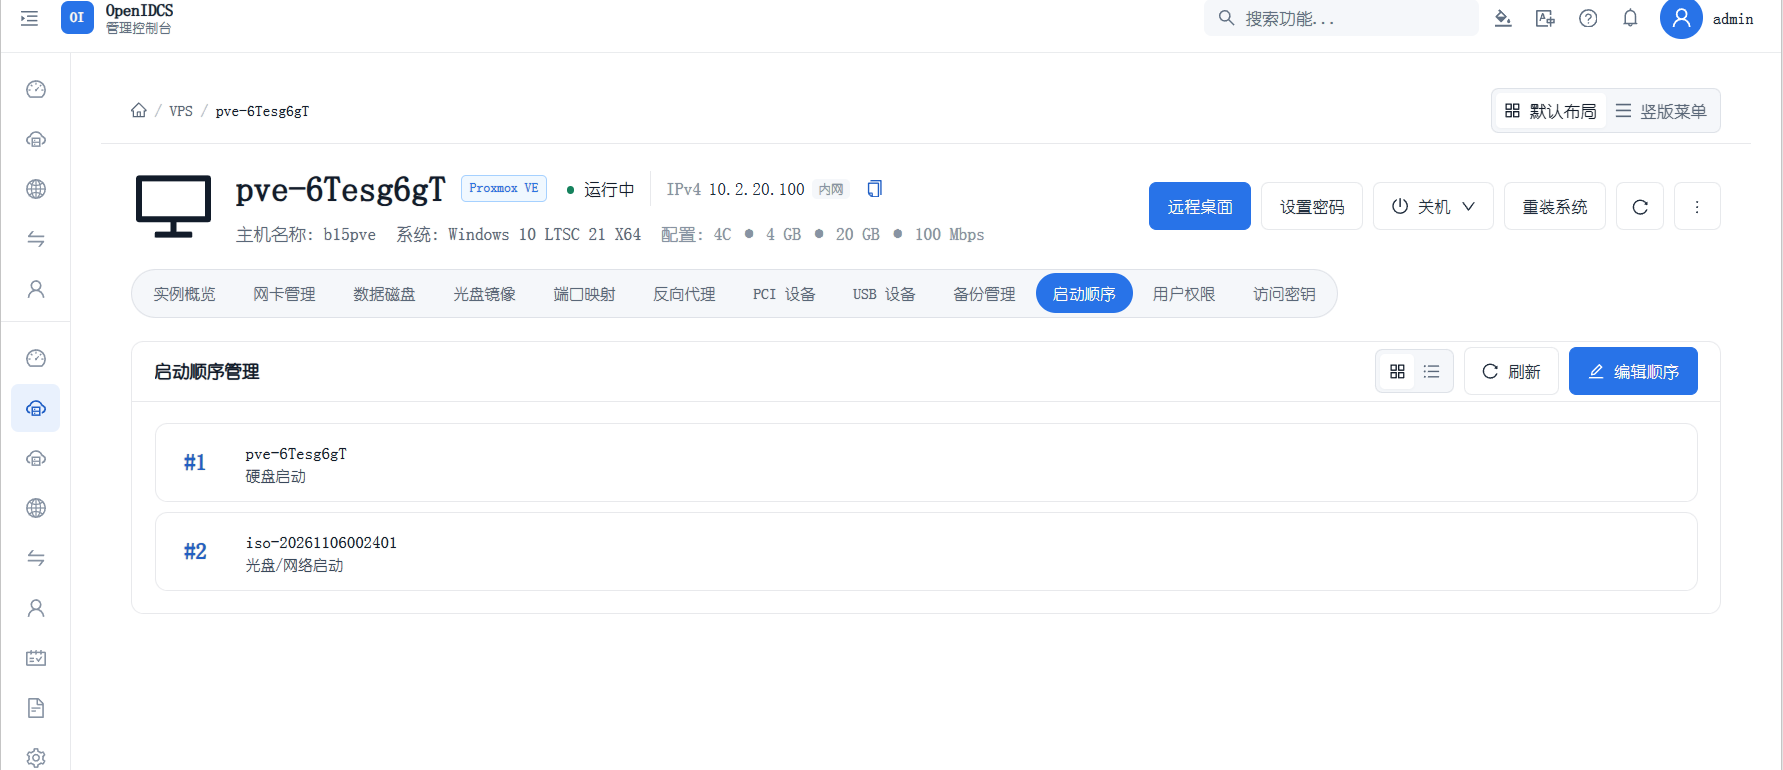 OI
OpenIDCS
管理控制台
搜索功能...
admin
/ VPS / pve-6Tesg6gT
默认布局
竖版菜单
pve-6Tesg6gT
Proxmox VE
运行中
IPv4 10.2.20.100 内网
主机名称: b15pve 系统: Windows 10 LTSC 21 X64 配置: 4C ● 4 GB ● 20 GB ● 100 Mbps
远程桌面
设置密码
关机
重装系统
实例概览 网卡管理 数据磁盘 光盘镜像 端口映射 反向代理 PCI 设备 USB 设备 备份管理 启动顺序 用户权限 访问密钥
启动顺序管理
刷新
编辑顺序
#1
pve-6Tesg6gT
硬盘启动
#2
iso-20261106002401
光盘/网络启动